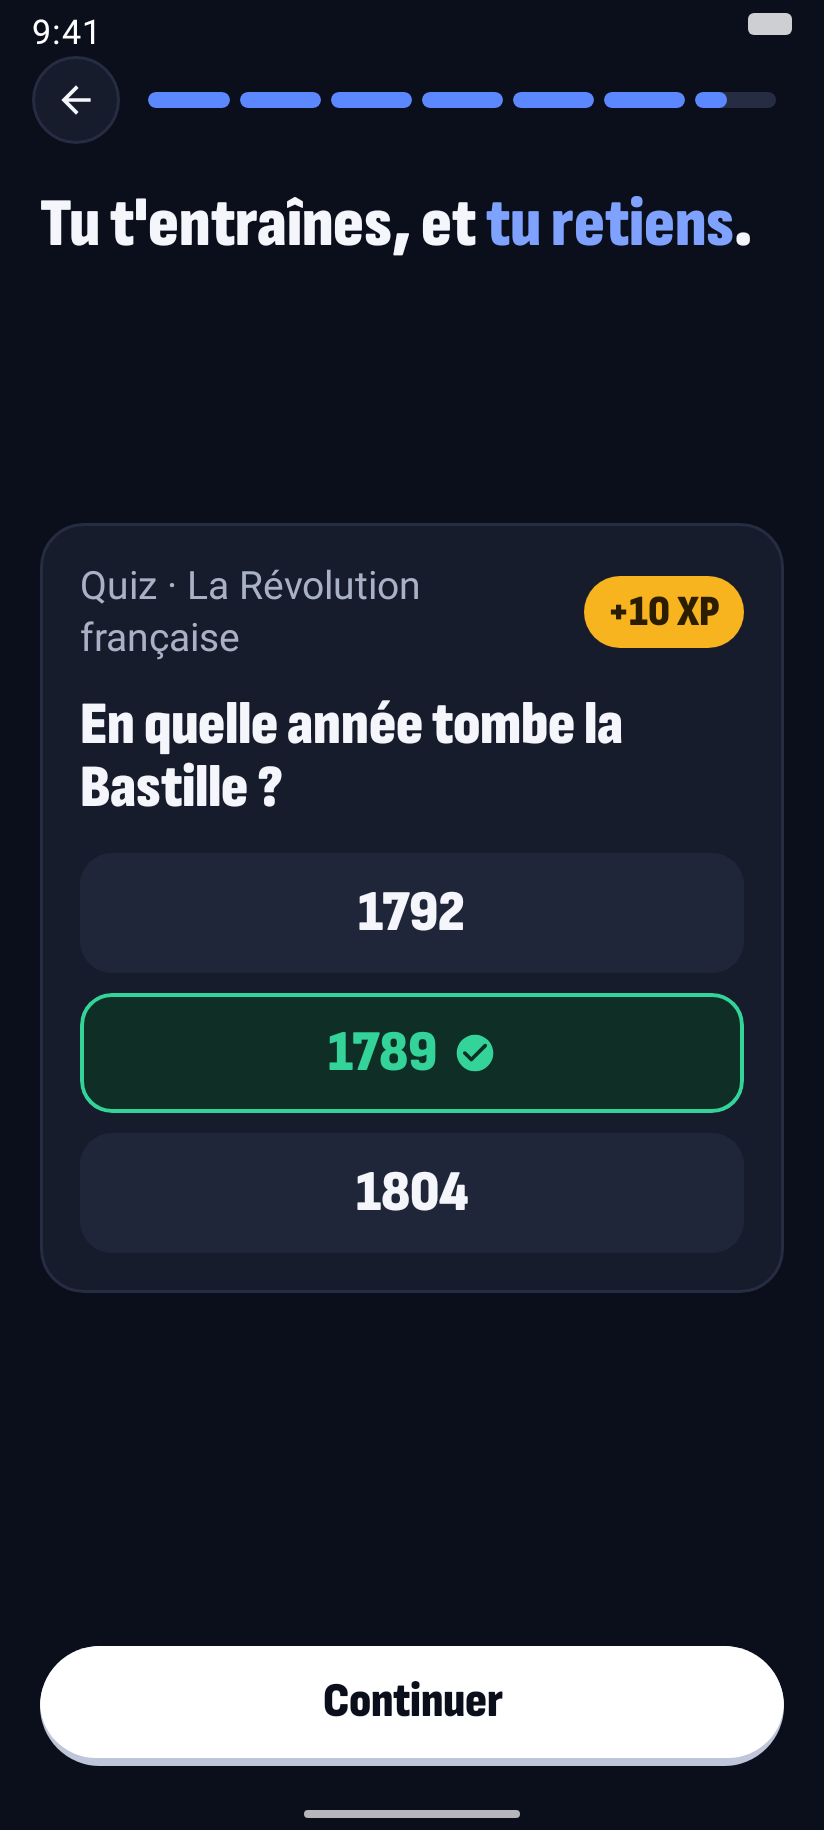 9:41
Tu t'entraînes, et tu retiens.
Quiz · La Révolution
française
+10 XP
En quelle année tombe la
Bastille ?
1792
1789
1804
Continuer